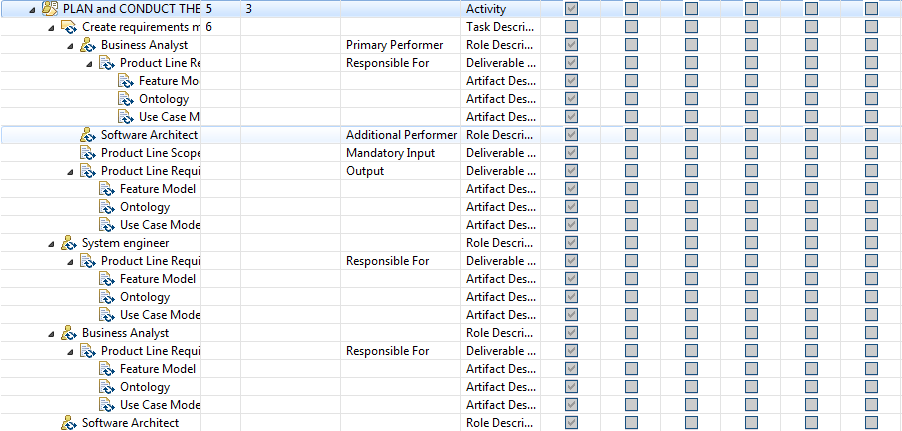 PLAN and CONDUCT THE 5 3 Activity
Create requirements m 6 Task Descri...
Business Analyst Primary Performer Role Descri...
Product Line Re Responsible For Deliverable ...
Feature Mo Artifact Des...
Ontology Artifact Des...
Use Case M Artifact Des...
Software Architect Additional Performer Role Descri...
Product Line Scope Mandatory Input Deliverable ...
Product Line Requi Output Deliverable ...
Feature Model Artifact Des...
Ontology Artifact Des...
Use Case Mode Artifact Des...
System engineer Role Descri...
Product Line Requi Responsible For Deliverable ...
Feature Model Artifact Des...
Ontology Artifact Des...
Use Case Mode Artifact Des...
Business Analyst Role Descri...
Product Line Requi Responsible For Deliverable ...
Feature Model Artifact Des...
Ontology Artifact Des...
Use Case Mode Artifact Des...
Software Architect Role Descri...